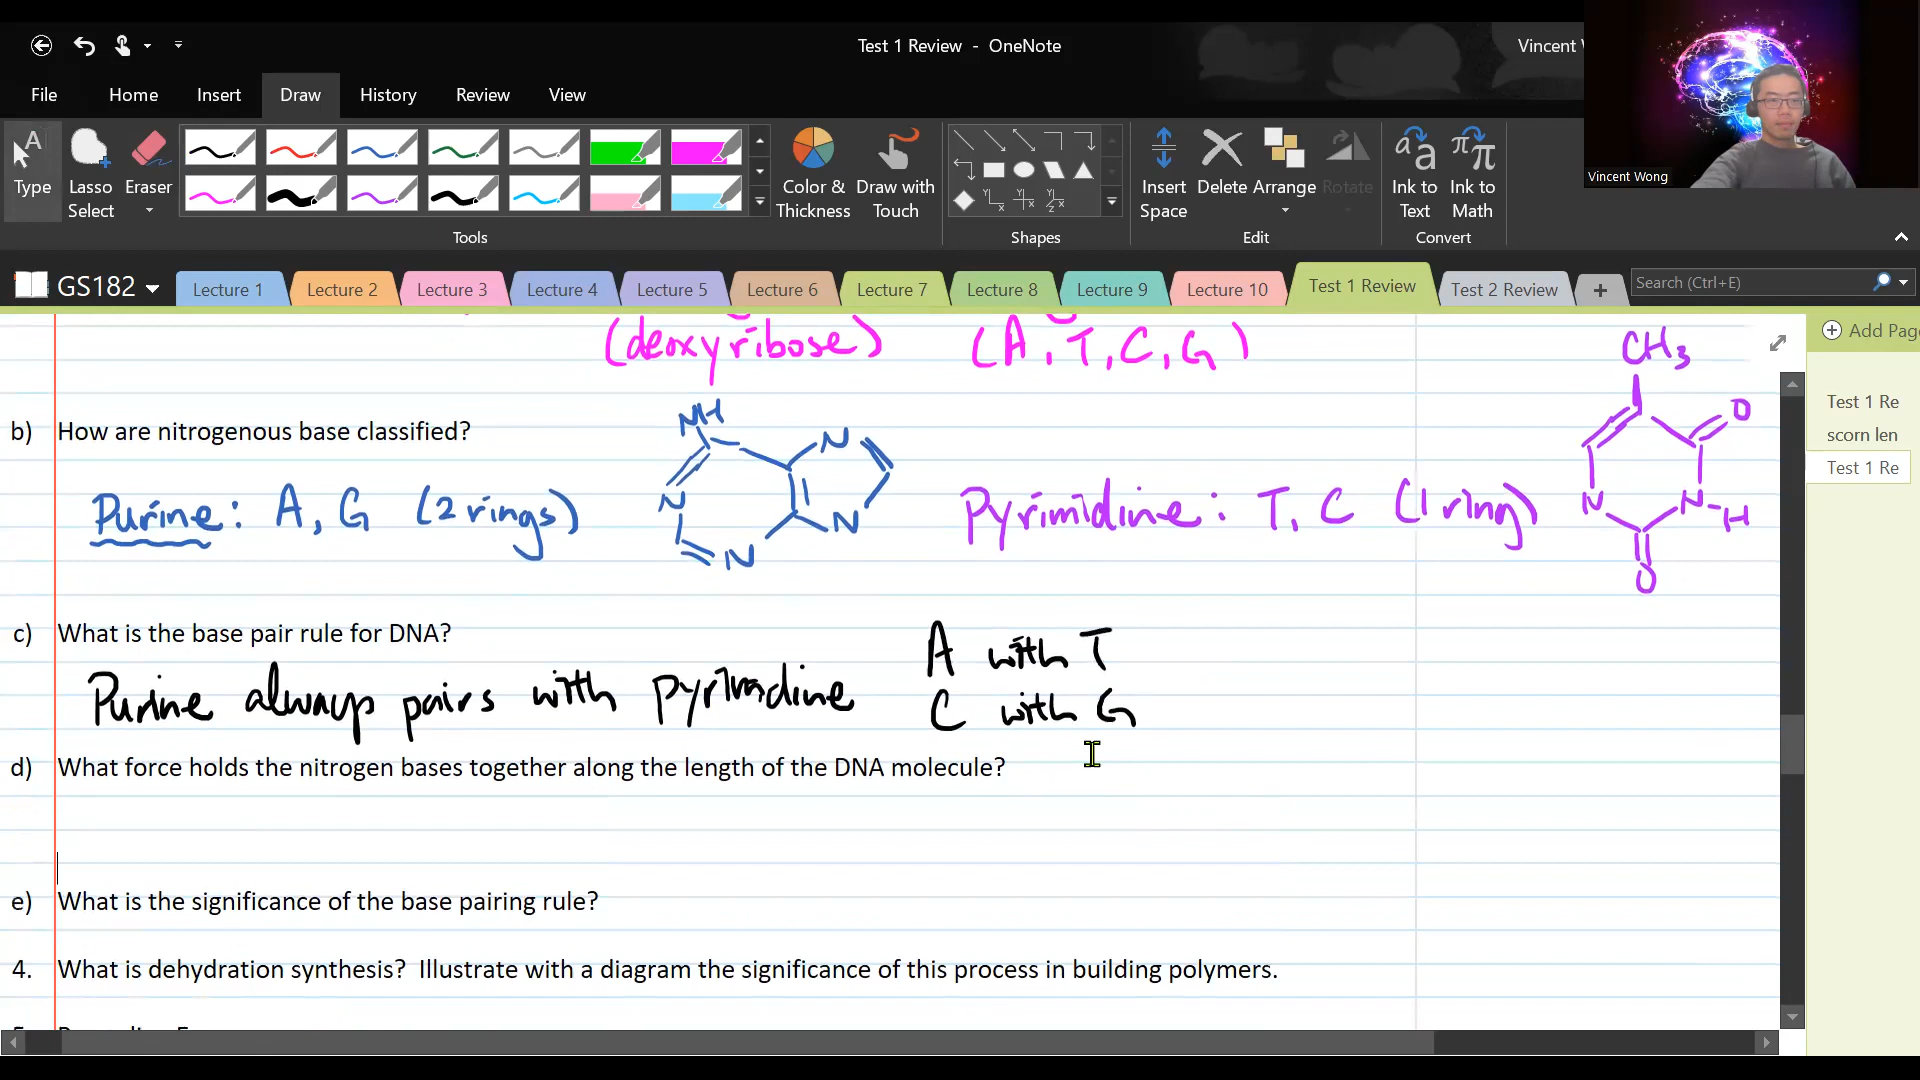 Test 1 Review - OneNote
Vincent W
File Home Insert Draw History Review View
Type
Lasso Select
Eraser
Color & Thickness
Draw with Touch
Insert Space
Delete
Arrange
Rotate
Ink to Text
Ink to Math
Tools Shapes Edit Convert
Vincent Wong
GS182 Lecture 1 Lecture 2 Lecture 3 Lecture 4 Lecture 5 Lecture 6 Lecture 7 Lecture 8 Lecture 9 Lecture 10 Test 1 Review Test 2 Review + Search (Ctrl+E)
Add Page
Test 1 Re
scorn len
Test 1 Re
(deoxyribose) (A, T, C, G)
b) How are nitrogenous base classified?
Purine: A, G (2 rings)
NH N N N N
Pyrimidine: T, C (1 ring)
CH3 O N N-H O
c) What is the base pair rule for DNA?
Purine always pairs with
A with T
C with G
d) What force holds the nitrogen bases together along the length of the DNA molecule?
e) What is the significance of the base pairing rule?
4. What is dehydration synthesis? Illustrate with a diagram the significance of this process in building polymers.